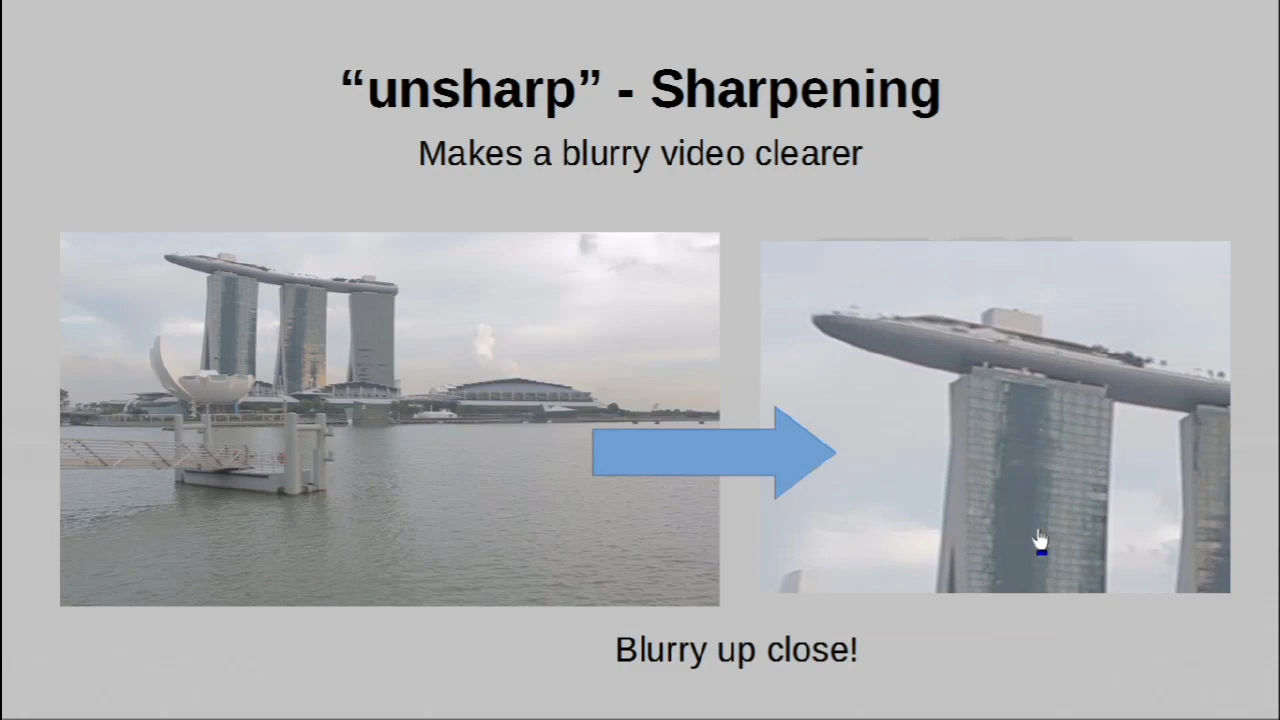 “unsharp” - Sharpening
Makes a blurry video clearer
Blurry up close!